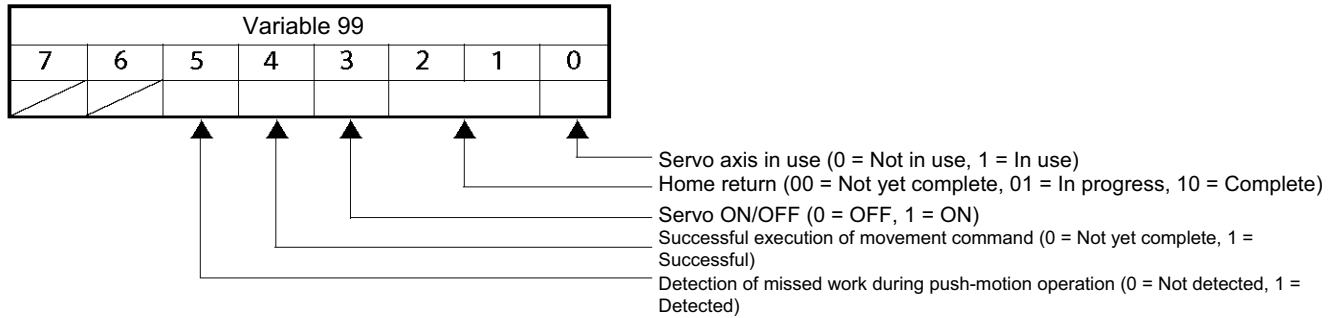 Variable 99
7 6 5 4 3 2 1 0
Servo axis in use (0 = Not in use, 1 = In use)
Home return (00 = Not yet complete, 01 = In progress, 10 = Complete)
Servo ON/OFF (0 = OFF, 1 = ON)
Successful execution of movement command (0 = Not yet complete, 1 =
Successful)
Detection of missed work during push-motion operation (0 = Not detected, 1 =
Detected)